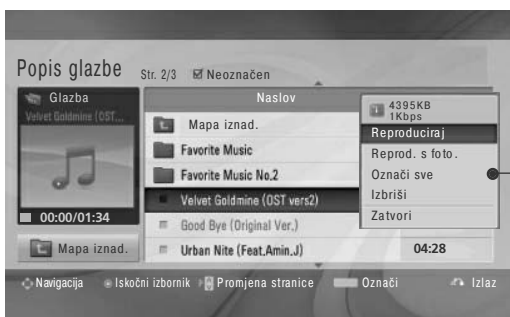 Popis glazbe
Str. 2/3
Neoznačen
Glazba
Velvet Goldmine (OST...
00:00/01:34
Mapa iznad.
Naslov
Mapa iznad.
Favorite Music
Favorite Music No.2
Velvet Goldmine (OST vers2)
Good Bye (Original Ver.)
Urban Nite (Feat.Amin.J)
04:28
4395KB
1Kbps
Reproduciraj
Reprod. s foto.
Označi sve
Izbriši
Zatvori
Navigacija
Iskočni izbornik
Promjena stranice
Označi
Izlaz